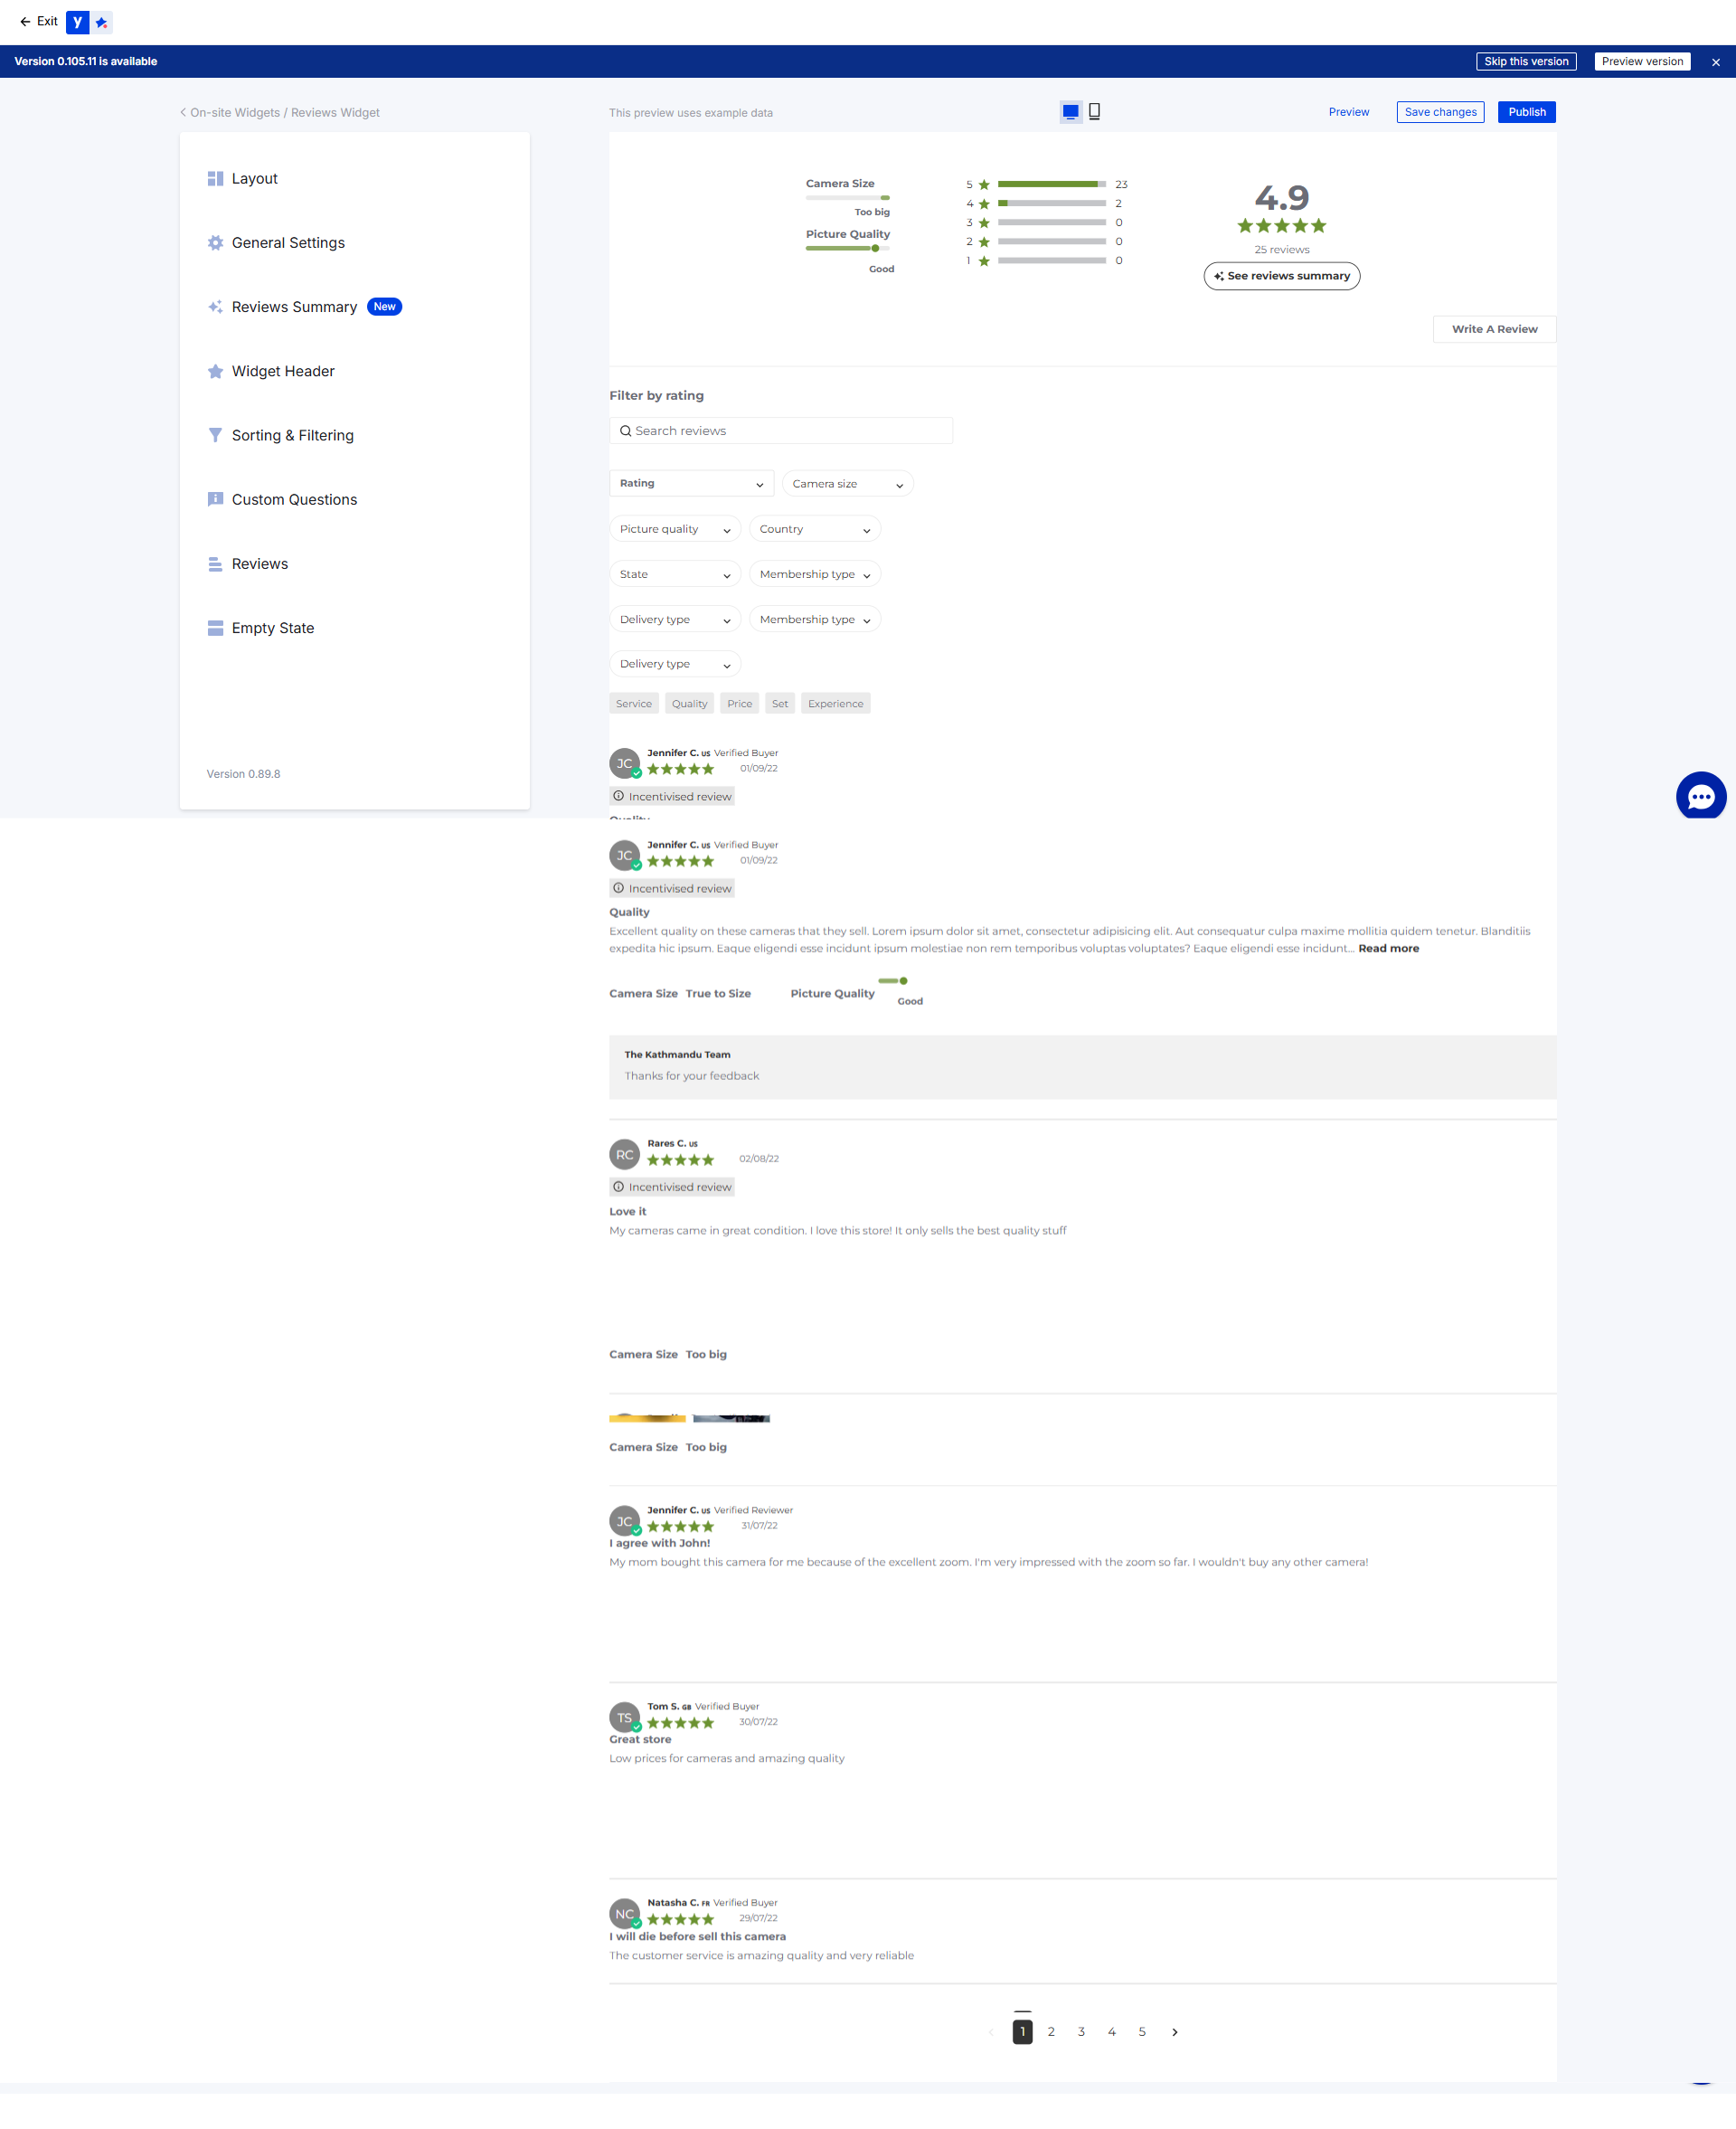 Exit y
Version 0.105.11 is available
Skip this version
Preview version
On-site Widgets / Reviews Widget
This preview uses example data
Preview
Save changes
Publish
Layout
General Settings
Reviews Summary New
Widget Header
Sorting & Filtering
Custom Questions
Reviews
Empty State
Version 0.89.8
Camera Size
Too big
Picture Quality
Good
5 23
4 2
3 0
2 0
1 0
4.9
25 reviews
See reviews summary
Write A Review
Filter by rating
Search reviews
Rating Camera size
Picture quality Country
State Membership type
Delivery type Membership type
Delivery type
Service Quality Price Set Experience
JC Jennifer C. US Verified Buyer
01/09/22
Incentivised review
Quality
JC Jennifer C. US Verified Buyer
01/09/22
Incentivised review
Quality
Excellent quality on these cameras that they sell. Lorem ipsum dolor sit amet, consectetur adipisicing elit. Aut consequatur culpa maxime mollitia quidem tenetur. Blanditiis
expedita hic ipsum. Eaque eligendi esse incidunt ipsum molestiae non rem temporibus voluptas voluptates? Eaque eligendi esse incidunt... Read more
Camera Size True to Size Picture Quality
Good
The Kathmandu Team
Thanks for your feedback
RC Rares C. US
02/08/22
Incentivised review
Love it
My cameras came in great condition. I love this store! It only sells the best quality stuff
Camera Size Too big
Camera Size Too big
JC Jennifer C. US Verified Reviewer
31/07/22
I agree with John!
My mom bought this camera for me because of the excellent zoom. I'm very impressed with the zoom so far. I wouldn't buy any other camera!
TS Tom S. GB Verified Buyer
30/07/22
Great store
Low prices for cameras and amazing quality
NC Natasha C. FR Verified Buyer
29/07/22
I will die before sell this camera
The customer service is amazing quality and very reliable
1 2 3 4 5